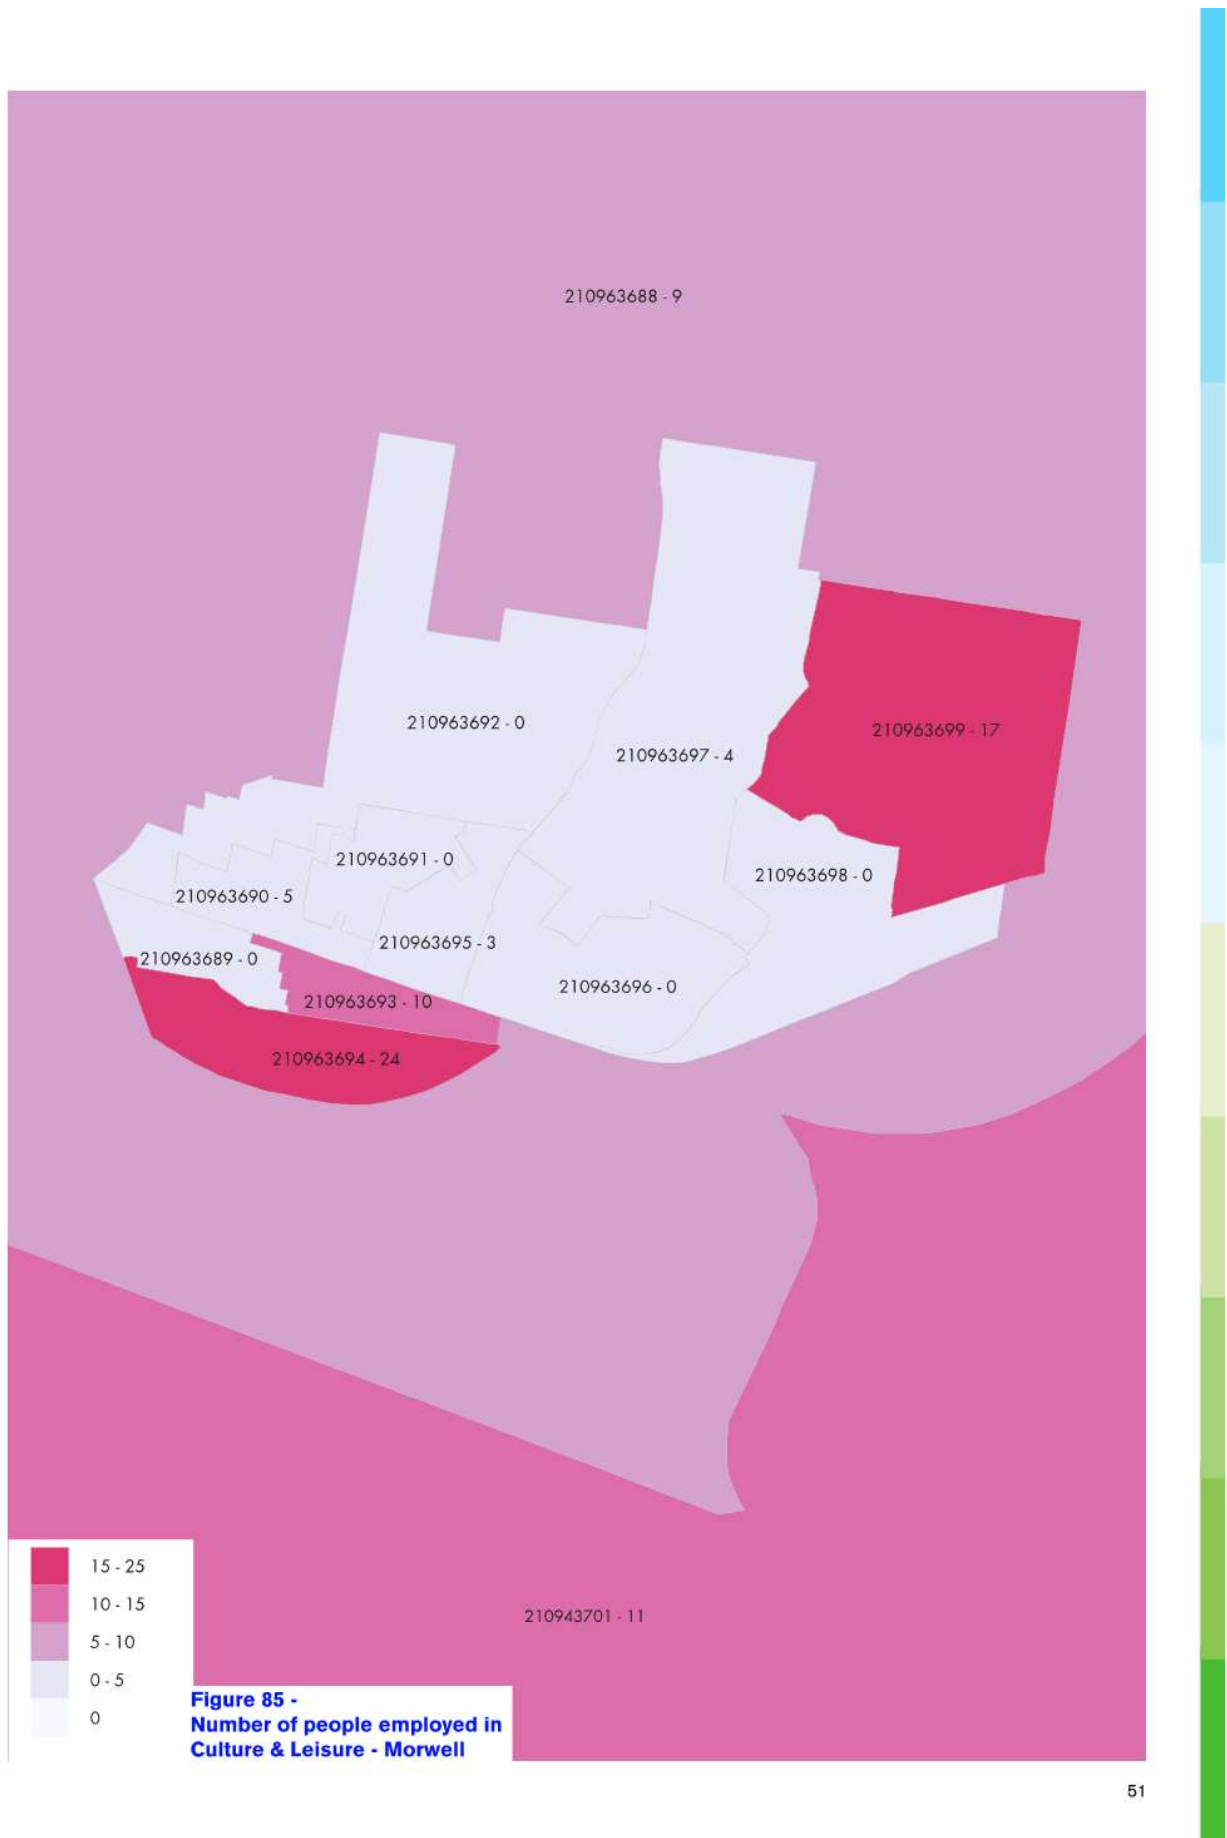 210963688 - 9
210963692 - 0
210963697 - 4
210963699 - 17
210963691 - 0
210963698 - 0
210963690 - 5
210963695 - 3
210963689 - 0
210963696 - 0
210963693 - 10
210963694 - 24
15 - 25
10 - 15
5 - 10
0 - 5
0
210943701 - 11
Figure 85 -
Number of people employed in
Culture & Leisure - Morwell
51